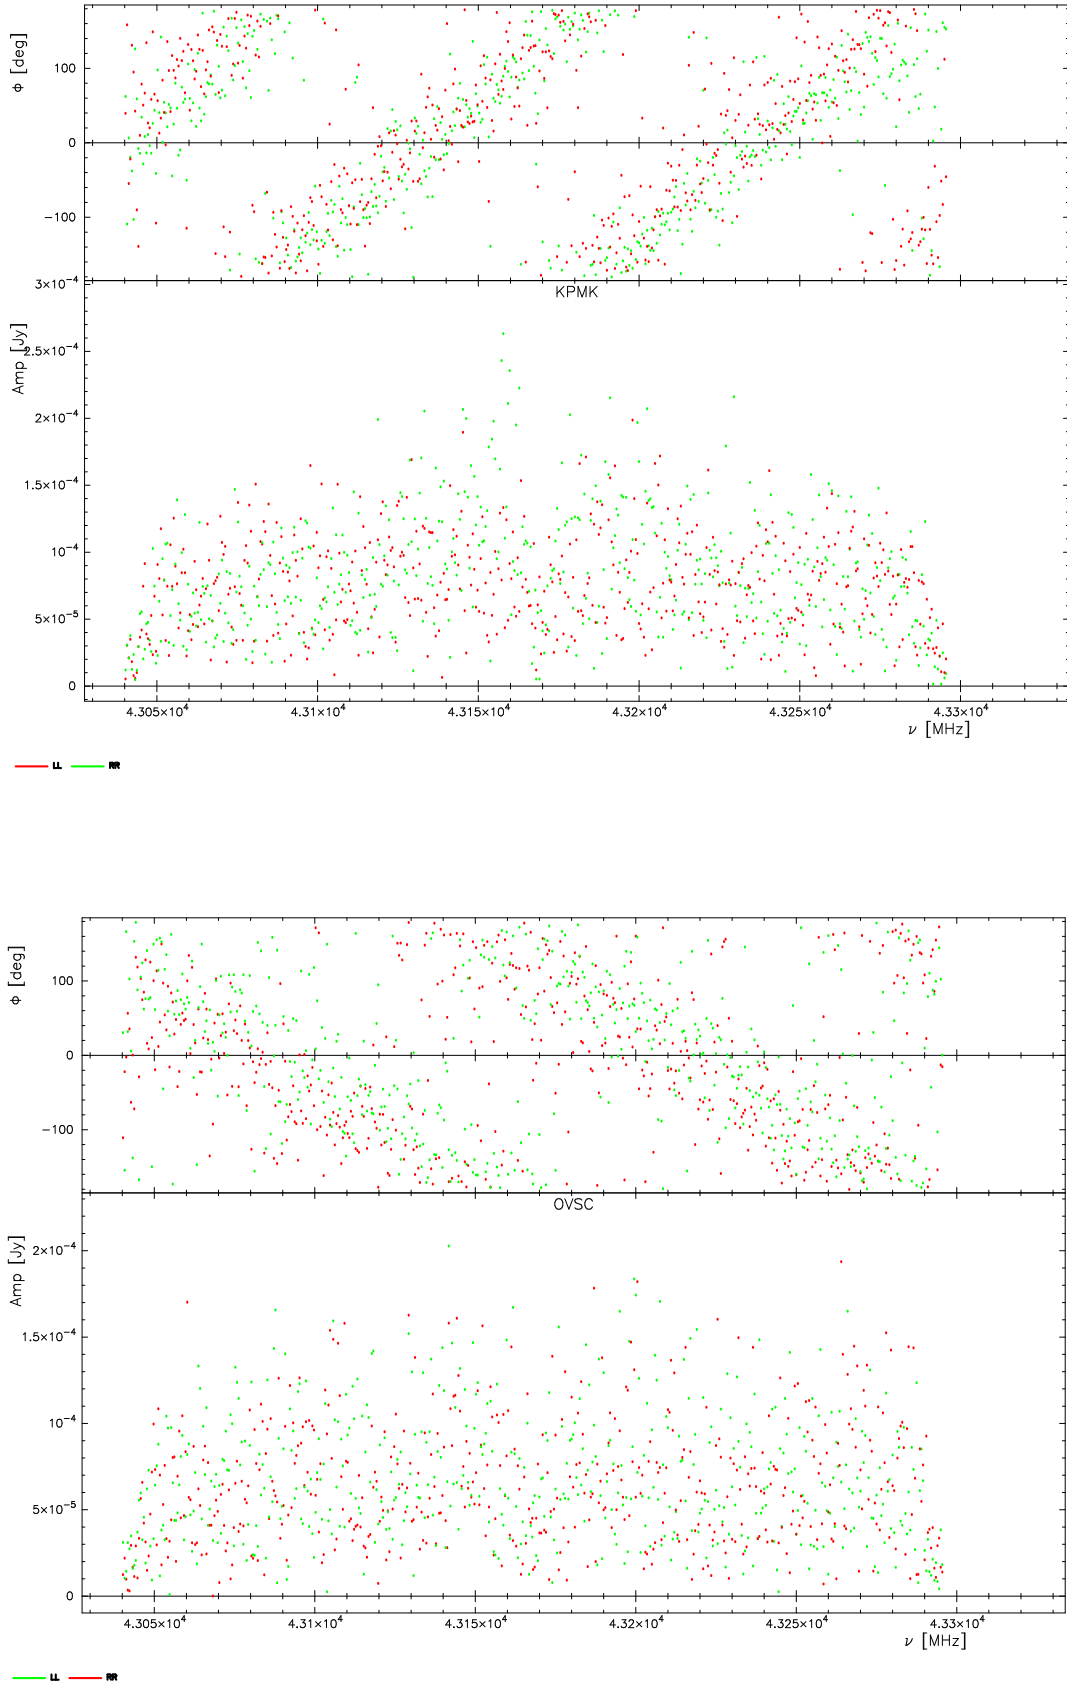 φ [deg]
100
0
−100
KPMK
Amp [Jy]
3×10⁻⁴
2.5×10⁻⁴
2×10⁻⁴
1.5×10⁻⁴
10⁻⁴
5×10⁻⁵
0
4.305×10⁴ 4.31×10⁴ 4.315×10⁴ 4.32×10⁴ 4.325×10⁴ 4.33×10⁴
ν [MHz]
LL RR
φ [deg]
100
0
−100
OVSC
Amp [Jy]
2×10⁻⁴
1.5×10⁻⁴
10⁻⁴
5×10⁻⁵
0
4.305×10⁴ 4.31×10⁴ 4.315×10⁴ 4.32×10⁴ 4.325×10⁴ 4.33×10⁴
ν [MHz]
LL RR